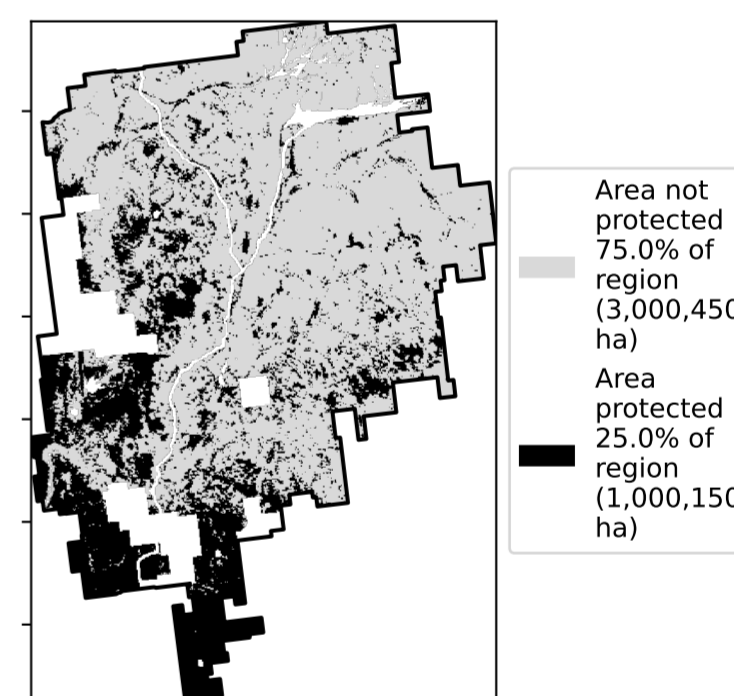 Area not
protected
75.0% of
region
(3,000,450
ha)
Area
protected
25.0% of
region
(1,000,150
ha)